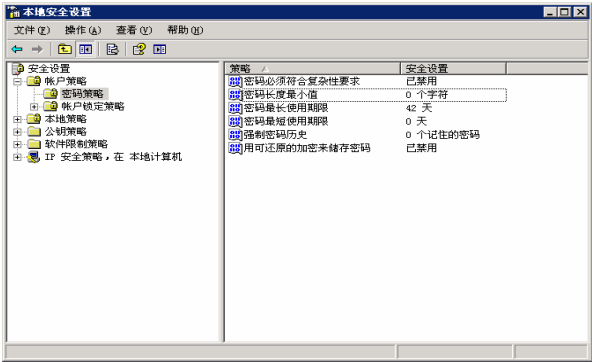 本地安全设置
文件(F) 操作(A) 查看(V) 帮助(H)
安全设置
帐户策略
密码策略
帐户锁定策略
本地策略
公钥策略
软件限制策略
IP 安全策略，在 本地计算机
策略 安全设置
密码必须符合复杂性要求 已禁用
密码长度最小值 0 个字符
密码最长使用期限 42 天
密码最短使用期限 0 天
强制密码历史 0 个记住的密码
用可还原的加密来储存密码 已禁用